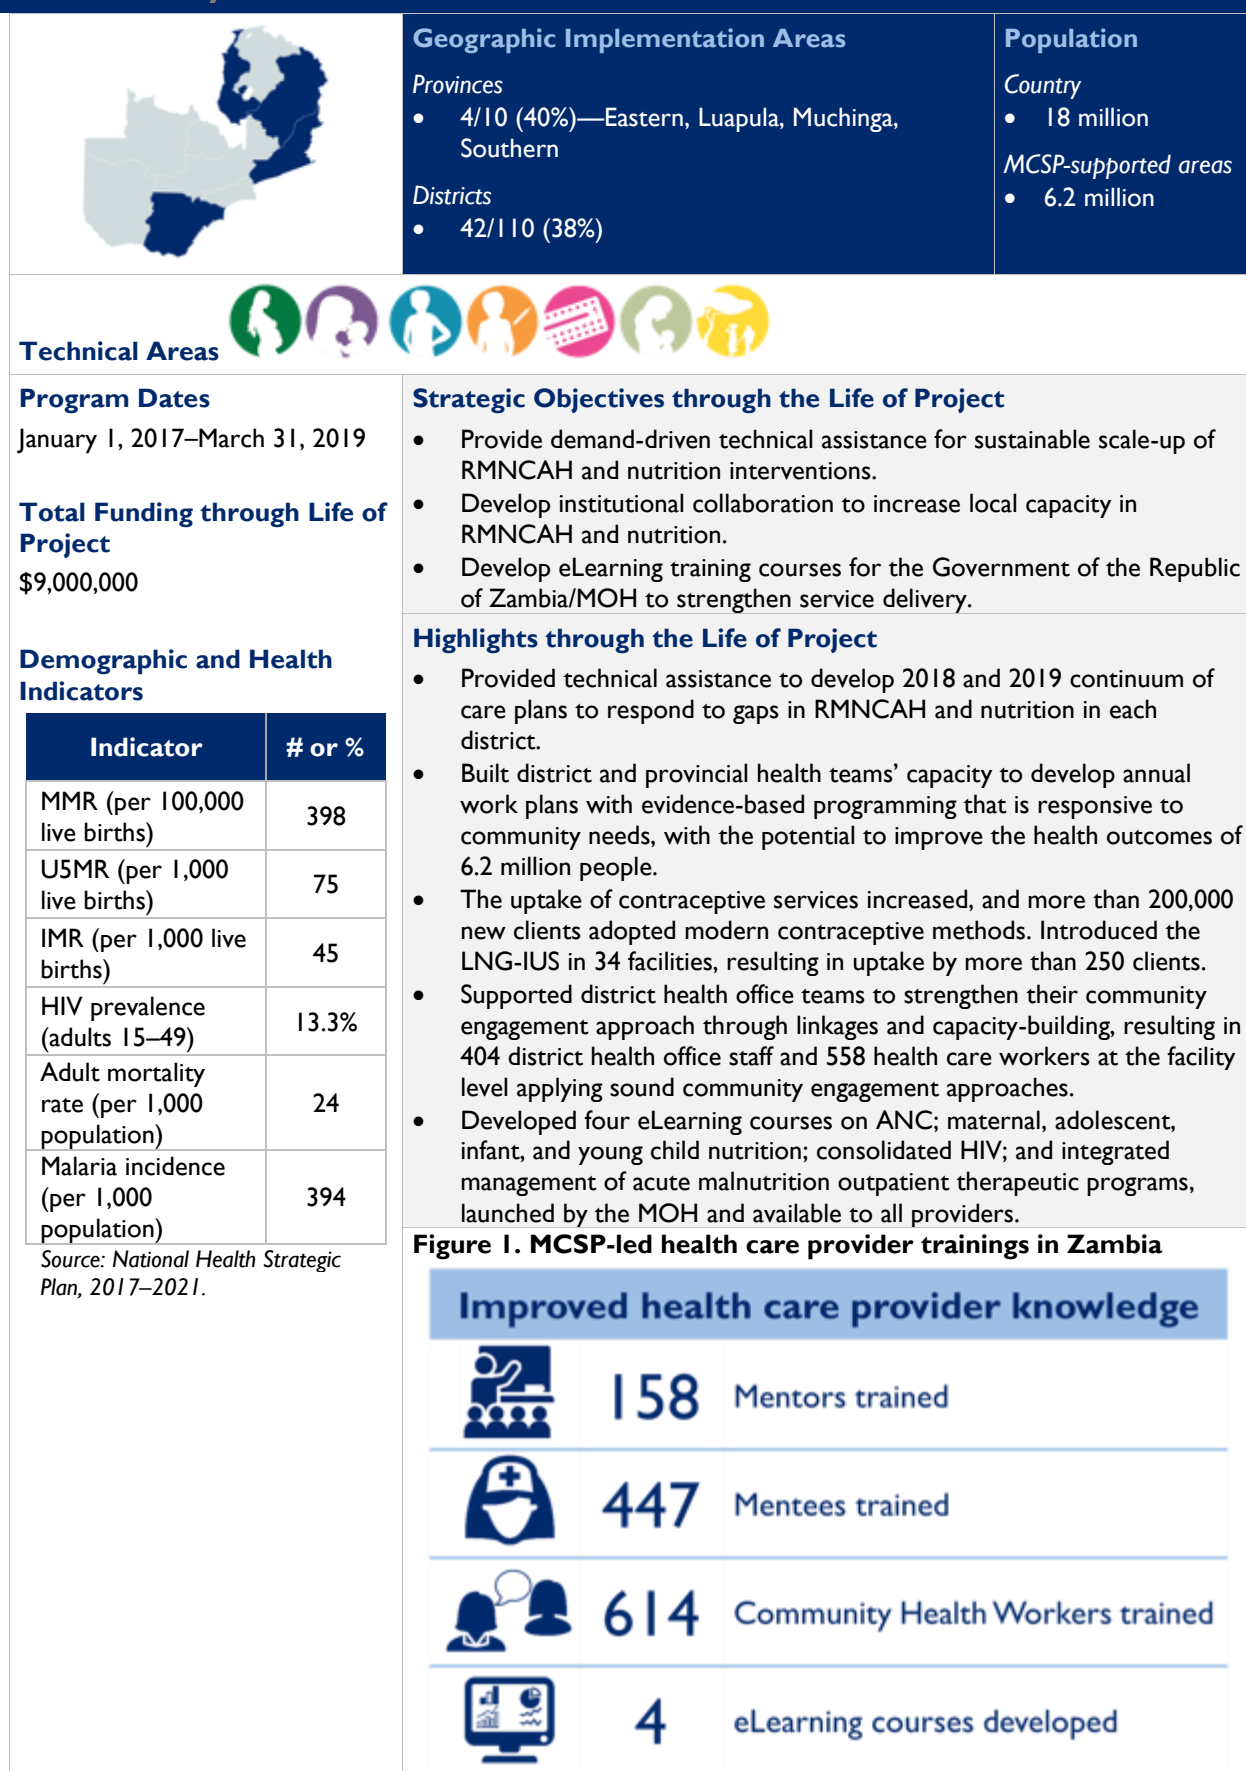 Geographic Implementation Areas
Provinces
• 4/10 (40%)—Eastern, Luapula, Muchinga,
Southern
Districts
• 42/110 (38%)
Population
Country
• 18 million
MCSP-supported areas
• 6.2 million
Technical Areas
Program Dates
January 1, 2017–March 31, 2019
Total Funding through Life of
Project
$9,000,000
Demographic and Health
Indicators
Indicator # or %
MMR (per 100,000
live births) 398
U5MR (per 1,000
live births) 75
IMR (per 1,000 live
births) 45
HIV prevalence
(adults 15–49) 13.3%
Adult mortality
rate (per 1,000
population) 24
Malaria incidence
(per 1,000
population) 394
Source: National Health Strategic
Plan, 2017–2021.
Strategic Objectives through the Life of Project
• Provide demand-driven technical assistance for sustainable scale-up of
RMNCAH and nutrition interventions.
• Develop institutional collaboration to increase local capacity in
RMNCAH and nutrition.
• Develop eLearning training courses for the Government of the Republic
of Zambia/MOH to strengthen service delivery.
Highlights through the Life of Project
• Provided technical assistance to develop 2018 and 2019 continuum of
care plans to respond to gaps in RMNCAH and nutrition in each
district.
• Built district and provincial health teams' capacity to develop annual
work plans with evidence-based programming that is responsive to
community needs, with the potential to improve the health outcomes of
6.2 million people.
• The uptake of contraceptive services increased, and more than 200,000
new clients adopted modern contraceptive methods. Introduced the
LNG-IUS in 34 facilities, resulting in uptake by more than 250 clients.
• Supported district health office teams to strengthen their community
engagement approach through linkages and capacity-building, resulting in
404 district health office staff and 558 health care workers at the facility
level applying sound community engagement approaches.
• Developed four eLearning courses on ANC; maternal, adolescent,
infant, and young child nutrition; consolidated HIV; and integrated
management of acute malnutrition outpatient therapeutic programs,
launched by the MOH and available to all providers.
Figure 1. MCSP-led health care provider trainings in Zambia
Improved health care provider knowledge
158 Mentors trained
447 Mentees trained
614 Community Health Workers trained
4 eLearning courses developed